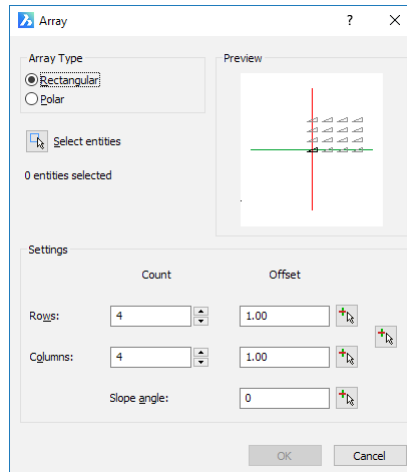 Array
Array Type
Rectangular
Polar
Preview
Select entities
0 entities selected
Settings
Count Offset
Rows: 4 1.00
Columns: 4 1.00
Slope angle: 0
OK Cancel